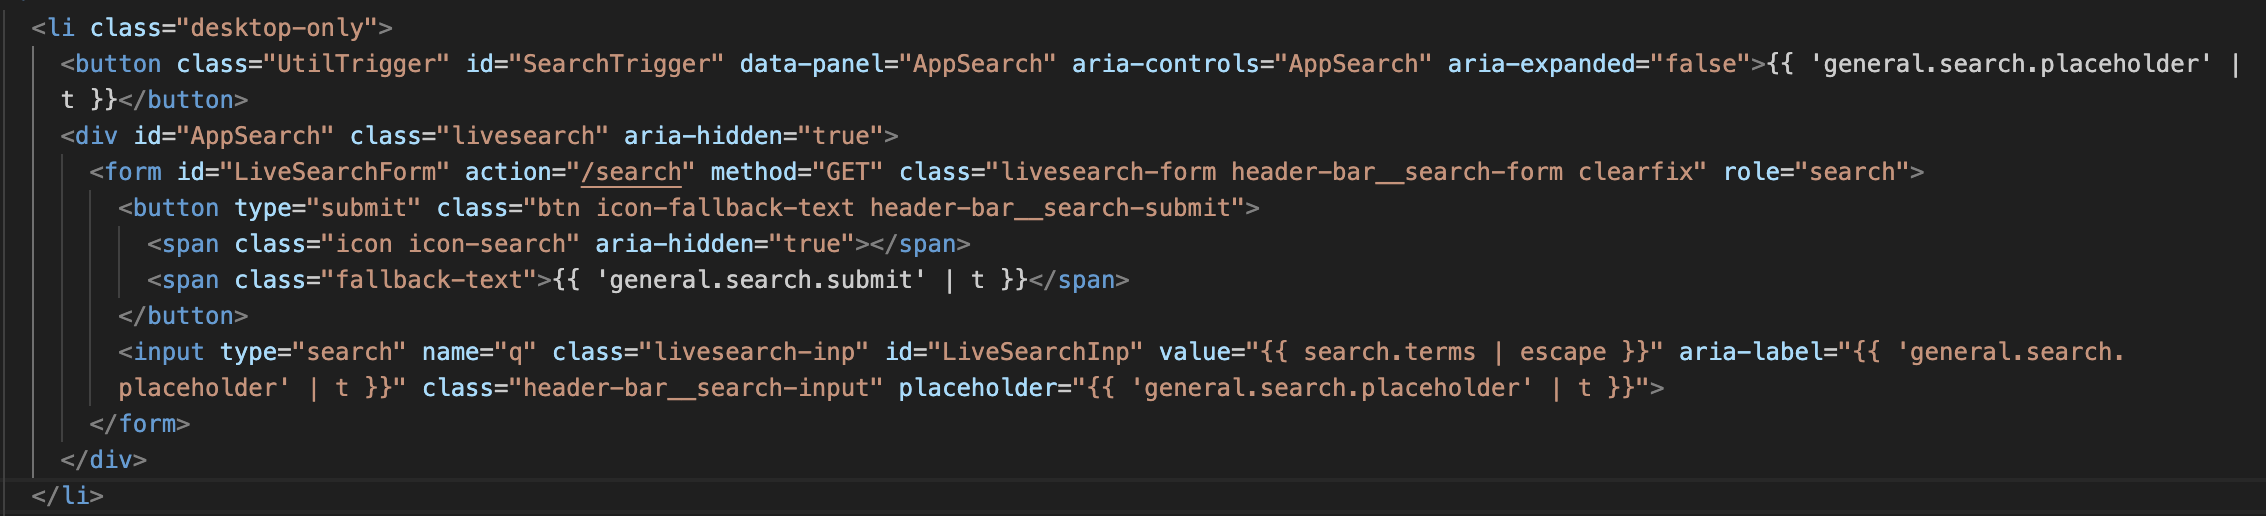 <li class="desktop-only">
<button class="UtilTrigger" id="SearchTrigger" data-panel="AppSearch" aria-controls="AppSearch" aria-expanded="false">{{ 'general.search.placeholder' |
t }}</button>
<div id="AppSearch" class="livesearch" aria-hidden="true">
<form id="LiveSearchForm" action="/search" method="GET" class="livesearch-form header-bar__search-form clearfix" role="search">
<button type="submit" class="btn icon-fallback-text header-bar__search-submit">
<span class="icon icon-search" aria-hidden="true"></span>
<span class="fallback-text">{{ 'general.search.submit' | t }}</span>
</button>
<input type="search" name="q" class="livesearch-inp" id="LiveSearchInp" value="{{ search.terms | escape }}" aria-label="{{ 'general.search.
placeholder' | t }}" class="header-bar__search-input" placeholder="{{ 'general.search.placeholder' | t }}">
</form>
</div>
</li>